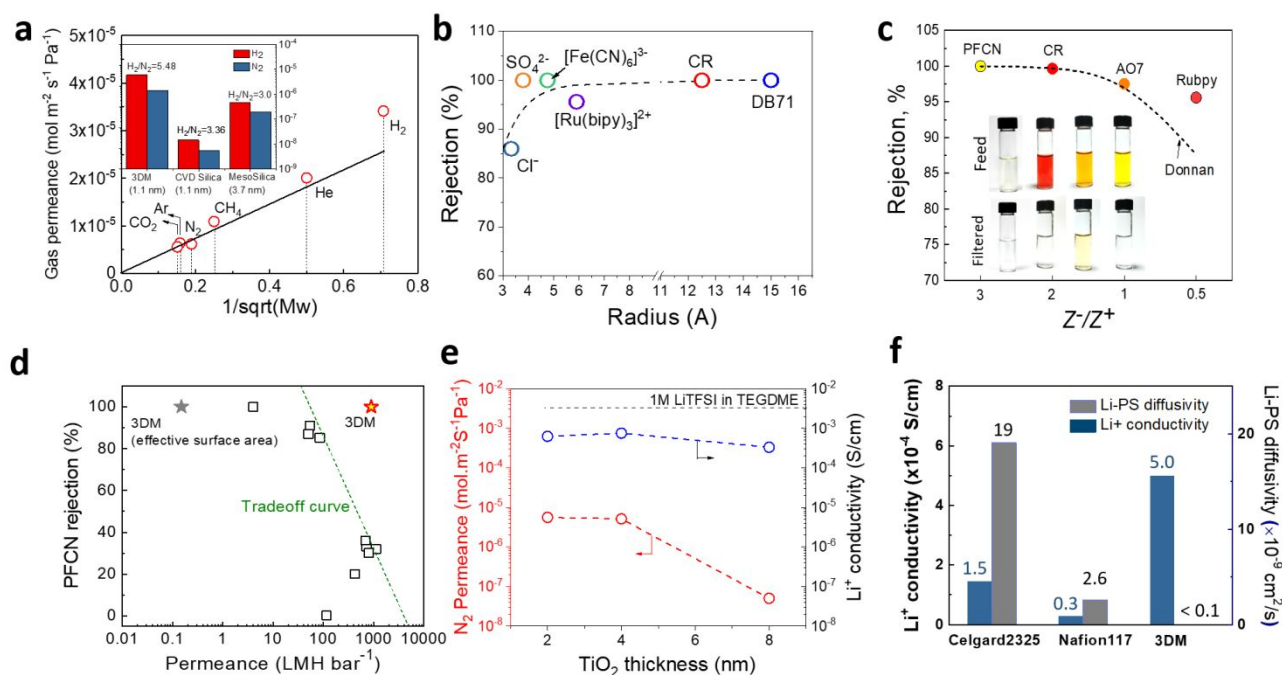 a
Gas permeance (mol m⁻² s⁻¹ Pa⁻¹)
4x10⁻⁵
3x10⁻⁵
2x10⁻⁵
1x10⁻⁵
0
0.0 0.2 0.4 0.6 0.8
1/sqrt(Mw)
H₂
N₂
H₂/N₂=5.48
H₂/N₂=3.36
H₂/N₂=3.0
10⁻⁴
10⁻⁵
10⁻⁶
10⁻⁷
10⁻⁸
10⁻⁹
3DM CVD Silica MesoSilica
(1.1 nm) (1.1 nm) (3.7 nm)
H₂
He
CH₄
Ar
CO₂
N₂
b
Rejection (%)
110
100
90
80
70
60
3 4 5 6 7 8 9 10 11 12 13 14 15 16
Radius (A)
SO₄²⁻
[Fe(CN)₆]³⁻
CR
[Ru(bipy)₃]²⁺
DB71
Cl⁻
c
Rejection, %
105
100
95
90
85
80
75
70
3 2 1 0.5
Z⁻/Z⁺
PFCN
CR
AO7
Rubpy
Donnan
Feed
Filtered
d
PFCN rejection (%)
100
80
60
40
20
0
0.01 0.1 1 10 100 1000 10000
Permeance (LMH bar⁻¹)
3DM
(effective surface area)
3DM
Tradeoff curve
e
N₂ Permeance (mol.m⁻²S⁻¹Pa⁻¹)
10⁻²
10⁻³
10⁻⁴
10⁻⁵
10⁻⁶
10⁻⁷
10⁻⁸
2 4 6 8
TiO₂ thickness (nm)
1M LiTFSI in TEGDME
10⁻²
10⁻³
10⁻⁴
10⁻⁵
10⁻⁶
10⁻⁷
10⁻⁸
Li⁺ conductivity (S/cm)
f
Li⁺ conductivity (x10⁻⁴ S/cm)
8
6
4
2
0
Li-PS diffusivity
Li+ conductivity
1.5
19
0.3
2.6
5.0
< 0.1
Celgard2325 Nafion117 3DM
20
10
0
Li-PS diffusivity (×10⁻⁹ cm²/s)